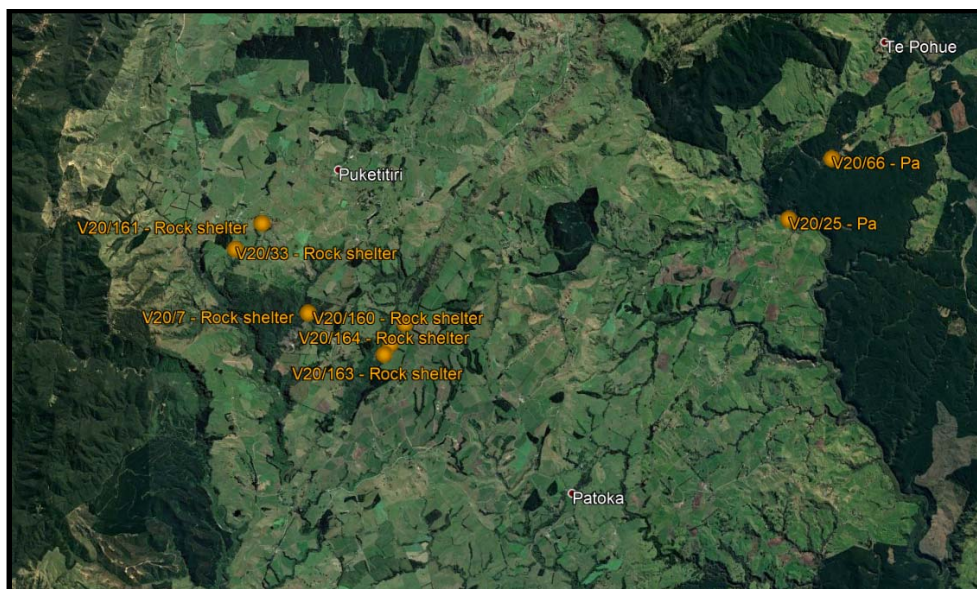 Te Pohue
V20/66 - Pa
Puketitiri
V20/25 - Pa
V20/161 - Rock shelter
V20/33 - Rock shelter
V20/7 - Rock shelter
V20/160 - Rock shelter
V20/164 - Rock shelter
V20/163 - Rock shelter
Patoka